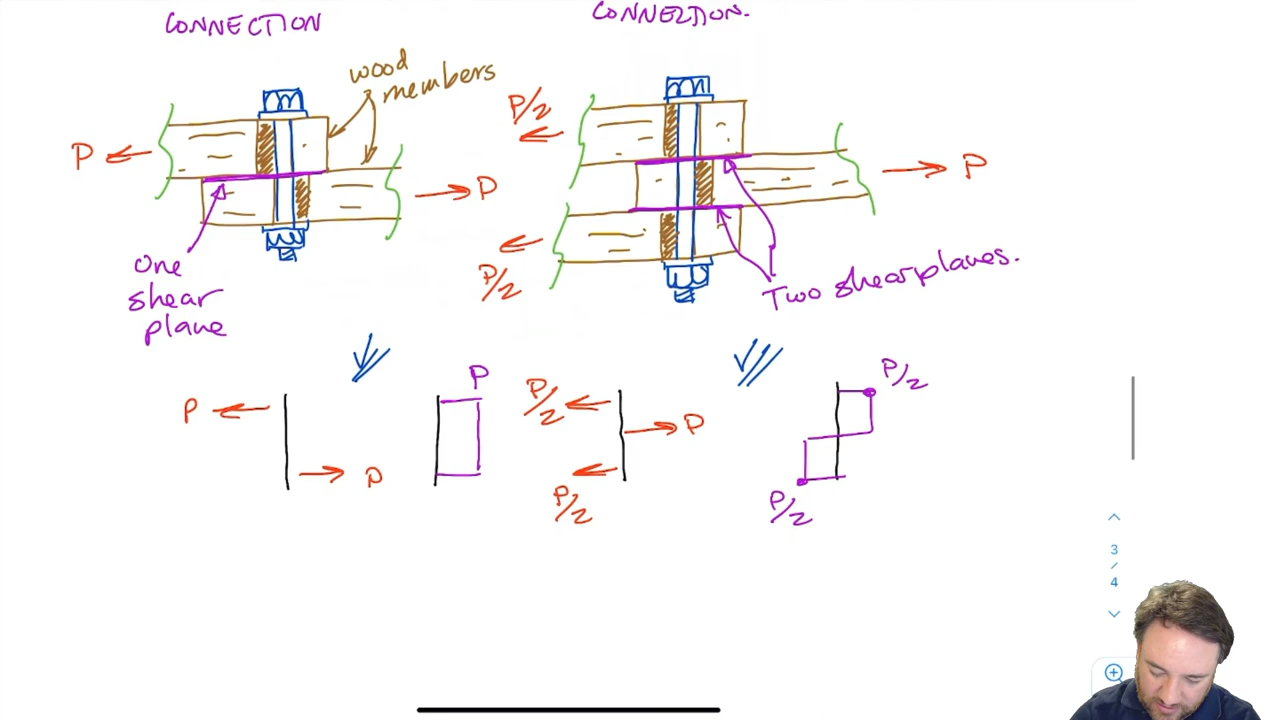 CONNECTION
CONNECTION.
wood
members
P
P
P/2
P
P/2
One
shear
plane
Two shearplanes.
P
P
P
P/2
P
P/2
P/2
P/2
3
/
4